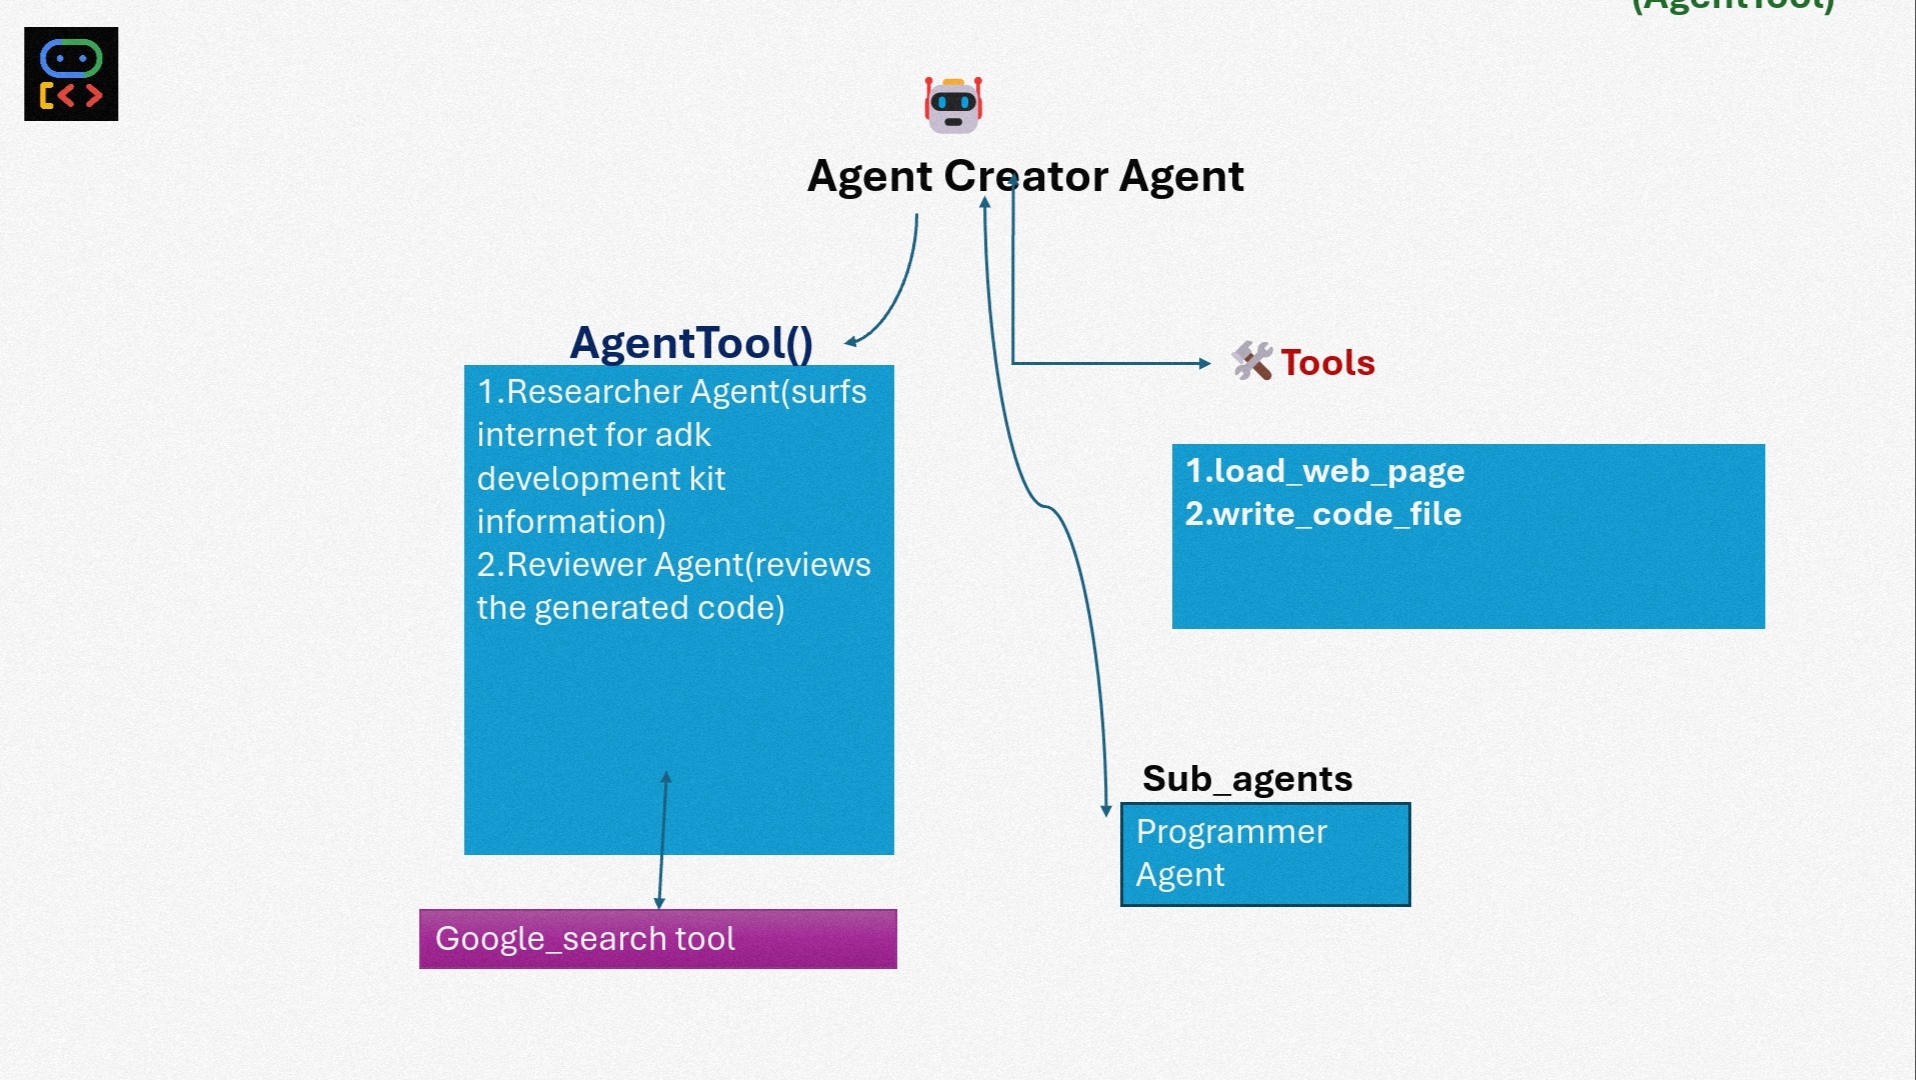 (AgentTool)
Agent Creator Agent
AgentTool()
1.Researcher Agent(surfs
internet for adk
development kit
information)
2.Reviewer Agent(reviews
the generated code)
Google_search tool
Tools
1.load_web_page
2.write_code_file
Sub_agents
Programmer
Agent